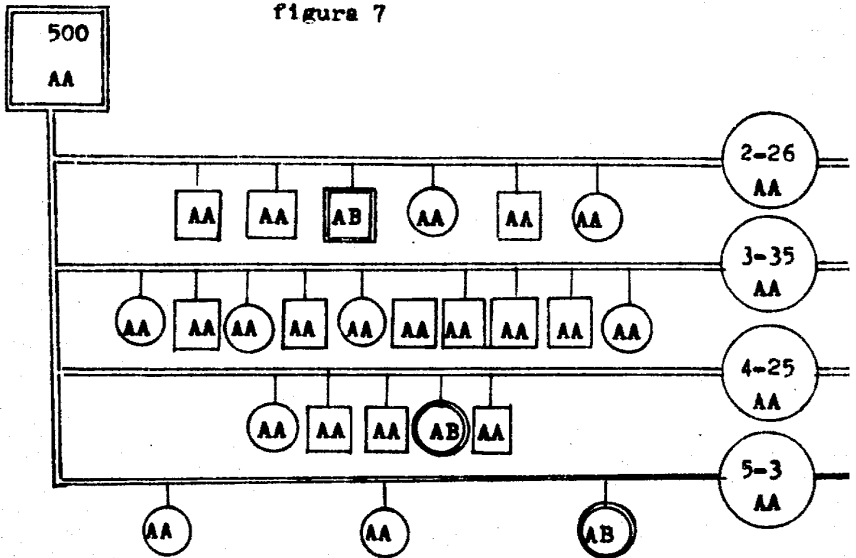 figura 7
500
AA
2-26
AA
AA AA AB AA AA AA
3-35
AA
AA AA AA AA AA AA AA AA AA AA
4-25
AA
AA AA AA AB AA
5-3
AA
AA AA AB